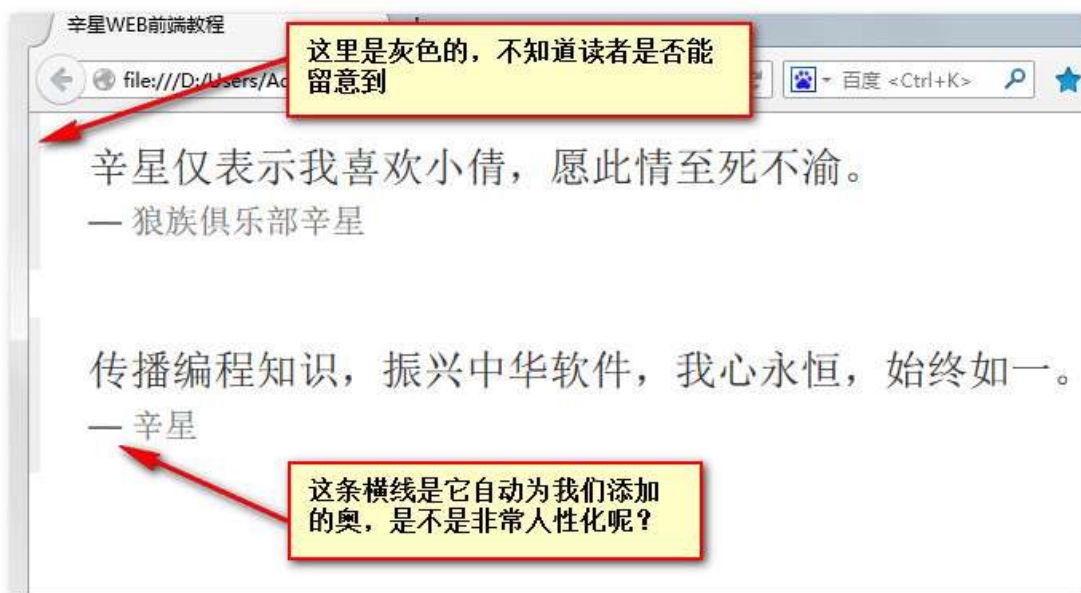 辛星WEB前端教程
这里是灰色的，不知道读者是否能
留意到
file:///D:/Users/Ad
百度 <Ctrl+K>
辛星仅表示我喜欢小倩，愿此情至死不渝。
— 狼族俱乐部辛星
传播编程知识，振兴中华软件，我心永恒，始终如一。
— 辛星
这条横线是它自动为我们添加
的奥，是不是非常人性化呢？